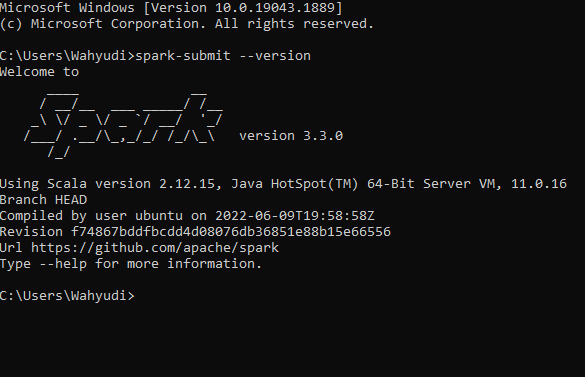 Microsoft Windows [Version 10.0.19043.1889]
(c) Microsoft Corporation. All rights reserved.
C:\Users\Wahyudi>spark-submit --version
Welcome to
      ____              __
     / __/__  ___ _____/ /__
    _\ \/ _ \/ _ `/ __/  '_/
   /___/ .__/\_,_/_/ /_/\_\   version 3.3.0
      /_/
Using Scala version 2.12.15, Java HotSpot(TM) 64-Bit Server VM, 11.0.16
Branch HEAD
Compiled by user ubuntu on 2022-06-09T19:58:58Z
Revision f74867bddfbcdd4d08076db36851e88b15e66556
Url https://github.com/apache/spark
Type --help for more information.
C:\Users\Wahyudi>